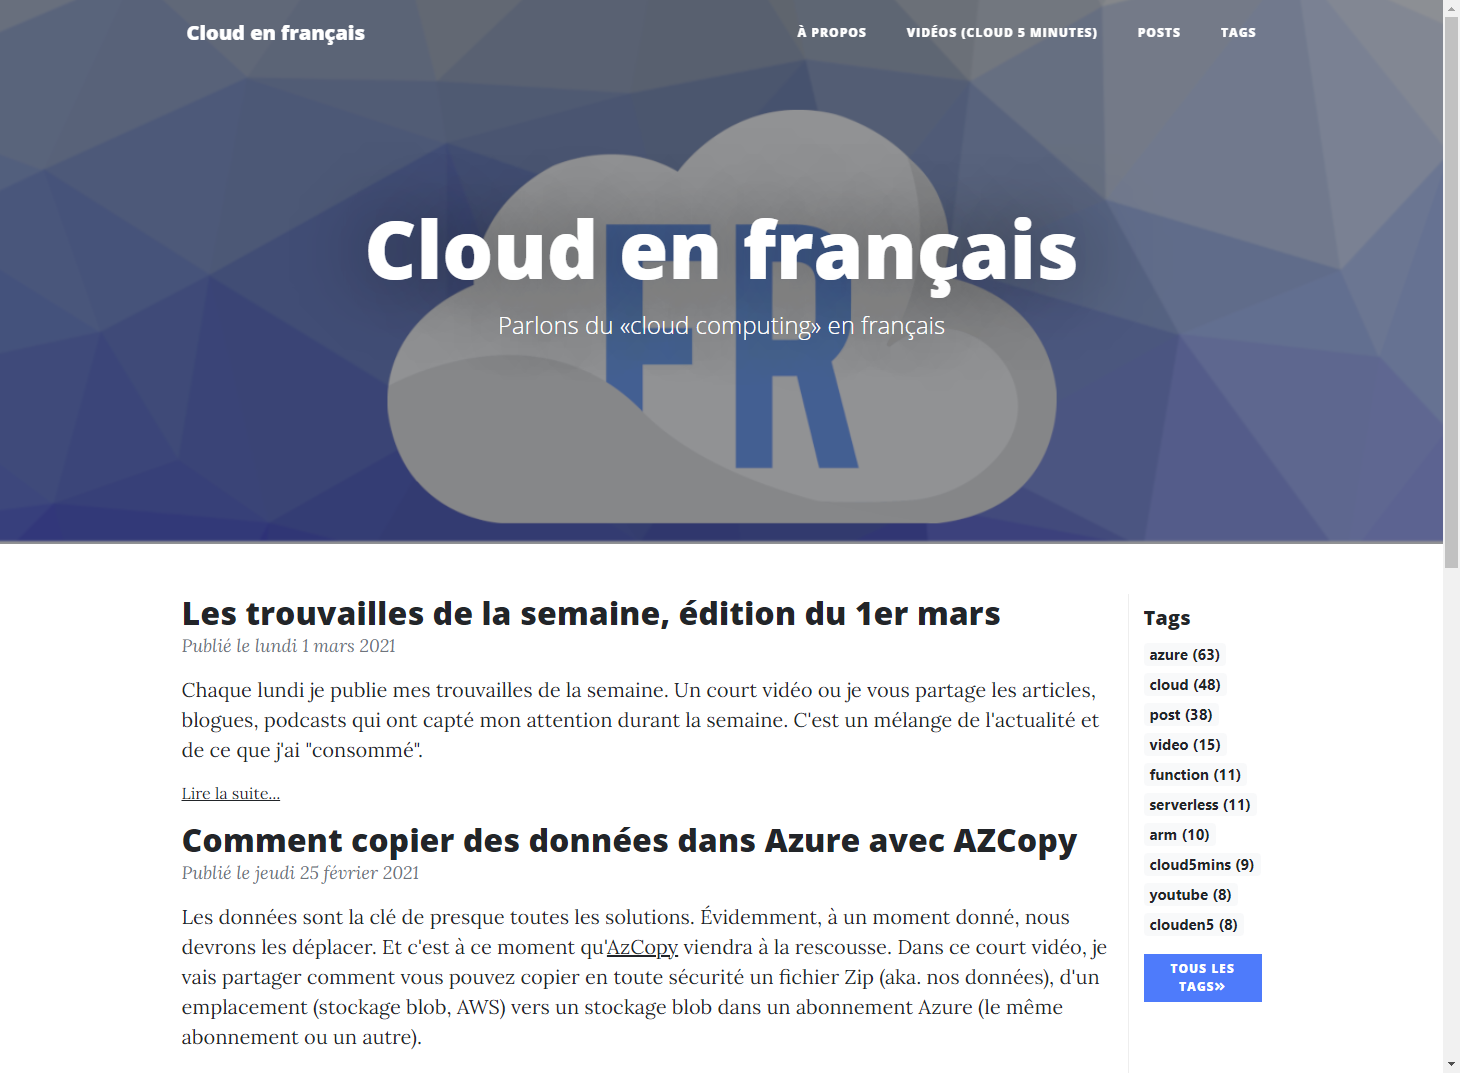 Cloud en français
À PROPOS
VIDÉOS (CLOUD 5 MINUTES)
POSTS
TAGS
FR
Cloud en français
Parlons du «cloud computing» en français
Les trouvailles de la semaine, édition du 1er mars
Publié le lundi 1 mars 2021
Chaque lundi je publie mes trouvailles de la semaine. Un court vidéo ou je vous partage les articles,
blogues, podcasts qui ont capté mon attention durant la semaine. C'est un mélange de l'actualité et
de ce que j'ai "consommé".
Lire la suite...
Comment copier des données dans Azure avec AZCopy
Publié le jeudi 25 février 2021
Les données sont la clé de presque toutes les solutions. Évidemment, à un moment donné, nous
devrons les déplacer. Et c'est à ce moment qu'AzCopy viendra à la rescousse. Dans ce court vidéo, je
vais partager comment vous pouvez copier en toute sécurité un fichier Zip (aka. nos données), d'un
emplacement (stockage blob, AWS) vers un stockage blob dans un abonnement Azure (le même
abonnement ou un autre).
Tags
azure (63)
cloud (48)
post (38)
video (15)
function (11)
serverless (11)
arm (10)
cloud5mins (9)
youtube (8)
clouden5 (8)
TOUS LES
TAGS»